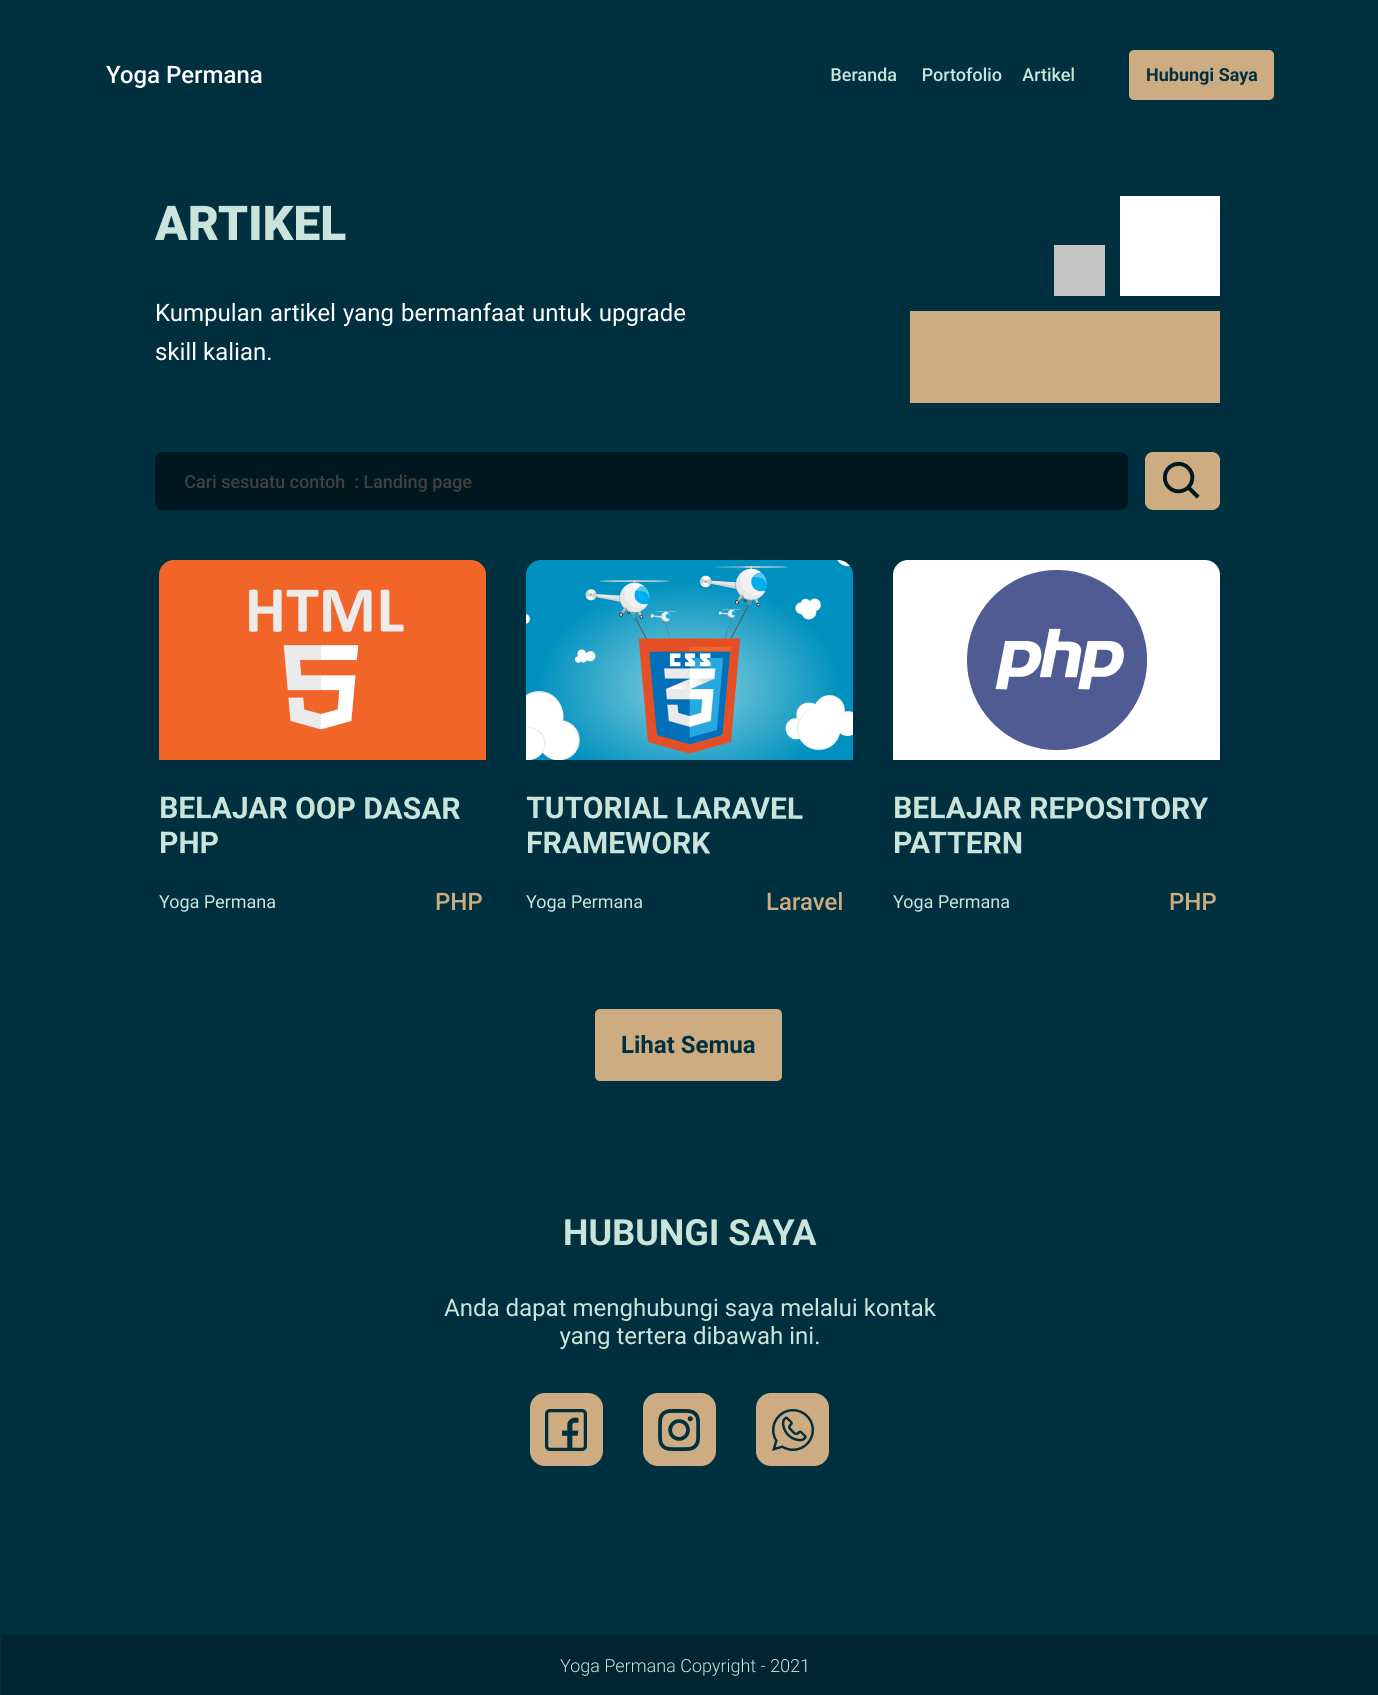 Yoga Permana
Beranda Portofolio Artikel Hubungi Saya
ARTIKEL
Kumpulan artikel yang bermanfaat untuk upgrade
skill kalian.
Cari sesuatu contoh : Landing page
HTML
5
CSS
3
php
BELAJAR OOP DASAR
PHP
Yoga Permana PHP
TUTORIAL LARAVEL
FRAMEWORK
Yoga Permana Laravel
BELAJAR REPOSITORY
PATTERN
Yoga Permana PHP
Lihat Semua
HUBUNGI SAYA
Anda dapat menghubungi saya melalui kontak
yang tertera dibawah ini.
Yoga Permana Copyright - 2021